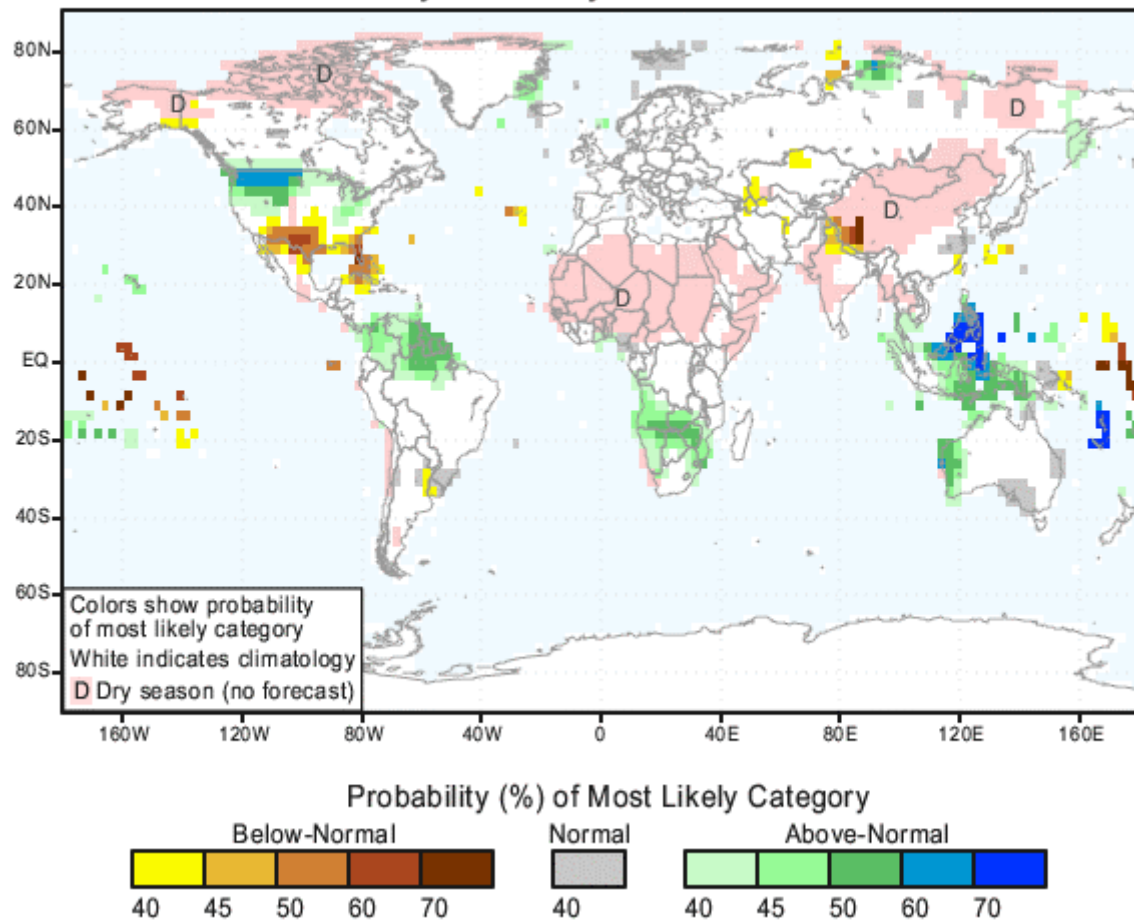 80N
60N
40N
20N
EQ
20S
40S
60S
80S
D
D
D
D
D
Colors show probability
of most likely category
White indicates climatology
D Dry season (no forecast)
160W 120W 80W 40W 0 40E 80E 120E 160E
Probability (%) of Most Likely Category
Below-Normal Normal Above-Normal
40 45 50 60 70 40 40 45 50 60 70